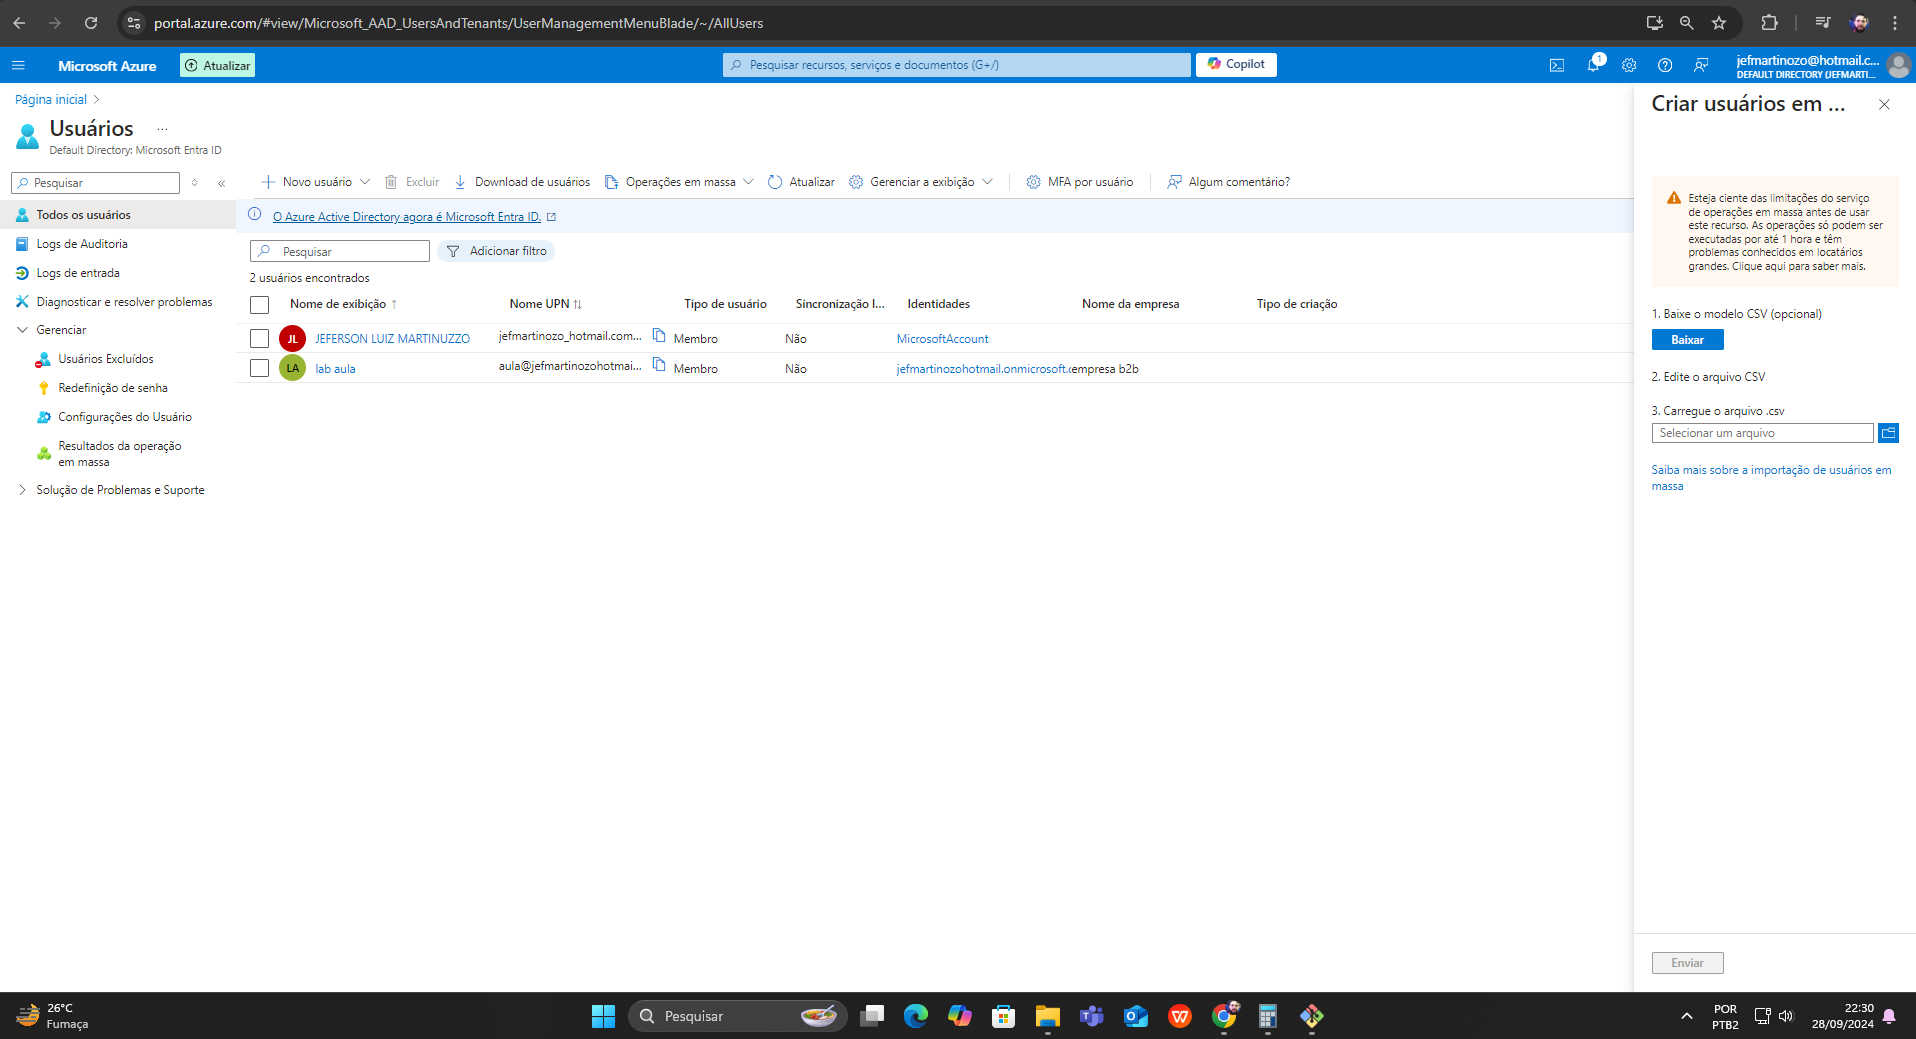 portal.azure.com/#view/Microsoft_AAD_UsersAndTenants/UserManagementMenuBlade/~/AllUsers
Microsoft Azure
Atualizar
Pesquisar recursos, serviços e documentos (G+/)
Copilot
1
jefmartinozo@hotmail.c...
DEFAULT DIRECTORY (JEFMARTI...
Página inicial
Usuários
...
Default Directory: Microsoft Entra ID
Pesquisar
Todos os usuários
Logs de Auditoria
Logs de entrada
Diagnosticar e resolver problemas
Gerenciar
Usuários Excluídos
Redefinição de senha
Configurações do Usuário
Resultados da operação
em massa
Solução de Problemas e Suporte
Novo usuário
Excluir
Download de usuários
Operações em massa
Atualizar
Gerenciar a exibição
MFA por usuário
Algum comentário?
O Azure Active Directory agora é Microsoft Entra ID.
Pesquisar
Adicionar filtro
2 usuários encontrados
Nome de exibição ↑ Nome UPN ↑↓ Tipo de usuário Sincronização l... Identidades Nome da empresa Tipo de criação
JL JEFERSON LUIZ MARTINUZZO jefmartinozo_hotmail.com... Membro Não MicrosoftAccount
LA lab aula aula@jefmartinozohotmai... Membro Não jefmartinozohotmail.onmicrosoft.c empresa b2b
Criar usuários em ...
Esteja ciente das limitações do serviço
de operações em massa antes de usar
este recurso. As operações só podem ser
executadas por até 1 hora e têm
problemas conhecidos em locatários
grandes. Clique aqui para saber mais.
1. Baixe o modelo CSV (opcional)
Baixar
2. Edite o arquivo CSV
3. Carregue o arquivo .csv
Selecionar um arquivo
Saiba mais sobre a importação de usuários em
massa
Enviar
26°C
Fumaça
Pesquisar
POR
PTB2
22:30
28/09/2024